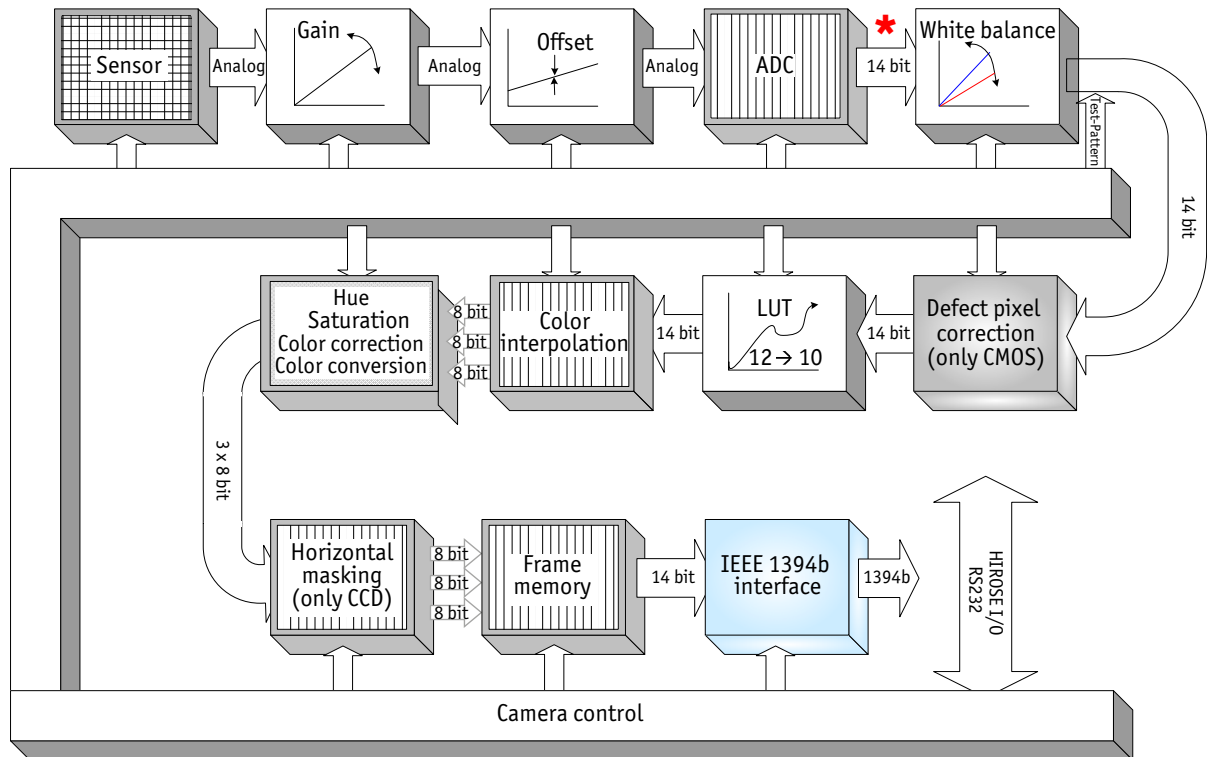 Sensor
Analog
Gain
Analog
Offset
Analog
ADC
*
14 bit
White balance
Test-Pattern
14 bit
Hue
Saturation
Color correction
Color conversion
8 bit
8 bit
8 bit
Color
interpolation
14 bit
LUT
12 → 10
14 bit
Defect pixel
correction
(only CMOS)
3 x 8 bit
Horizontal
masking
(only CCD)
8 bit
8 bit
8 bit
Frame
memory
14 bit
IEEE 1394b
interface
1394b
HIROSE I/O
RS232
Camera control